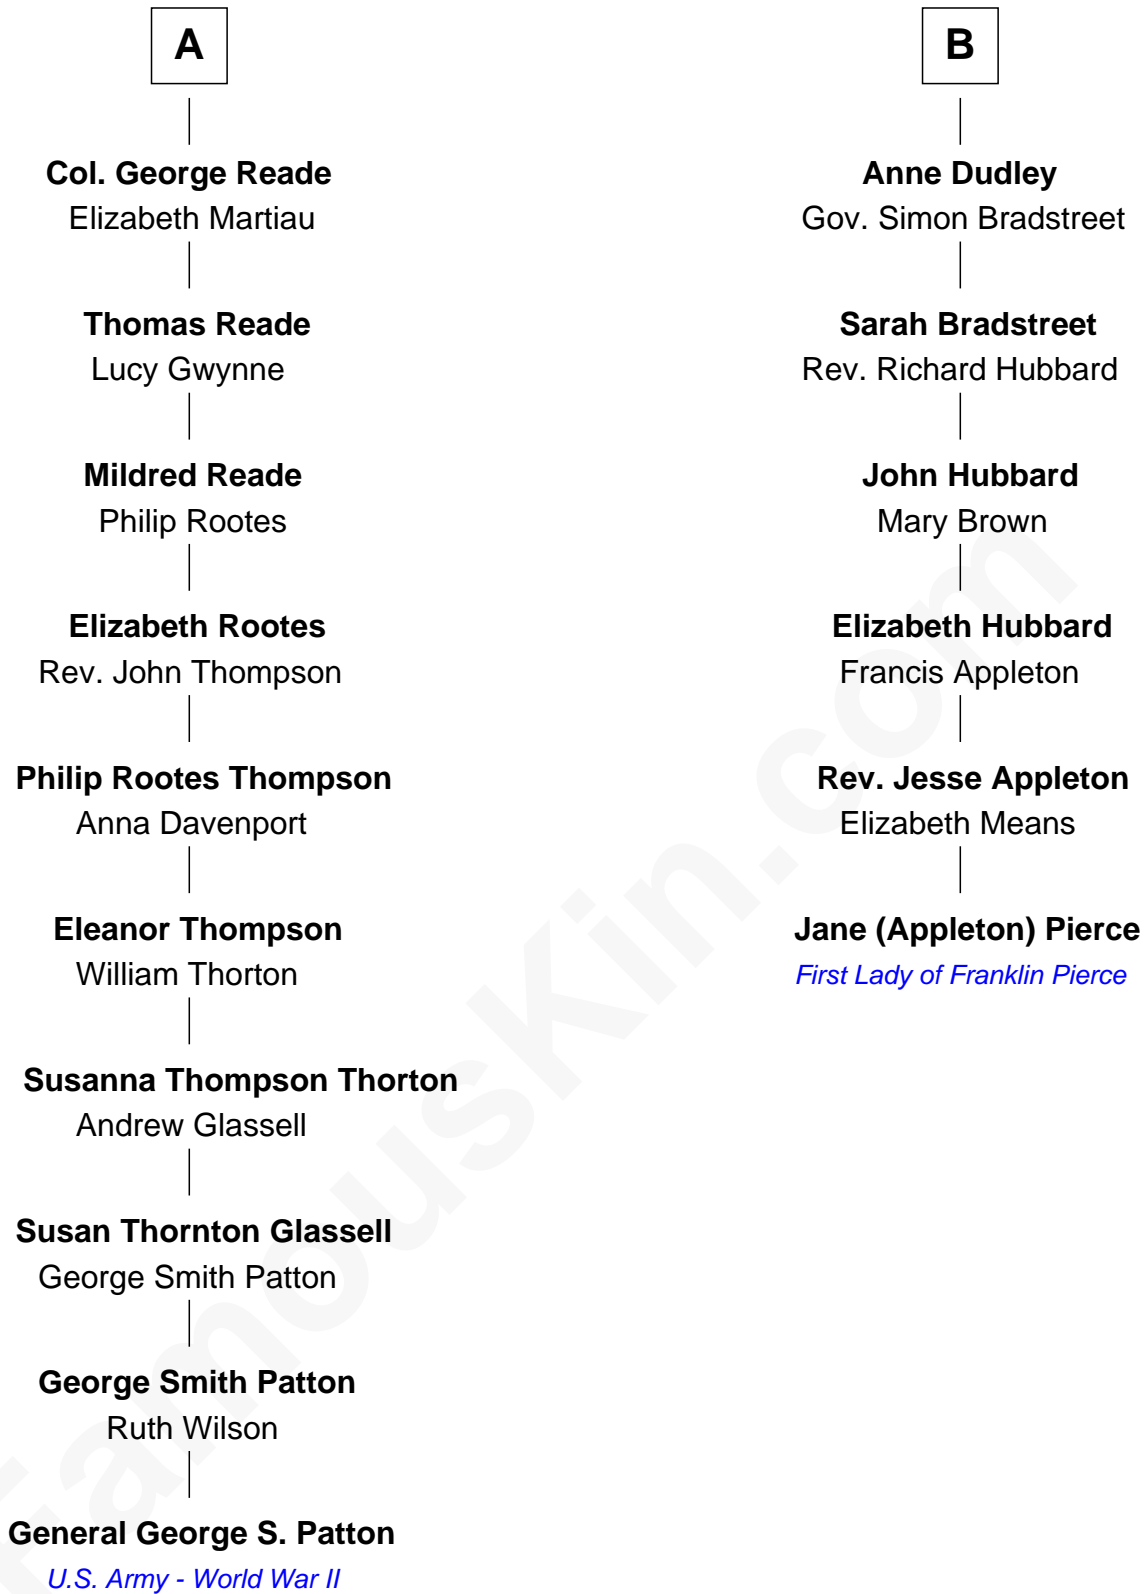 A
Col. George Reade
Elizabeth Martiau
Thomas Reade
Lucy Gwynne
Mildred Reade
Philip Rootes
Elizabeth Rootes
Rev. John Thompson
Philip Rootes Thompson
Anna Davenport
Eleanor Thompson
William Thorton
Susanna Thompson Thorton
Andrew Glassell
Susan Thornton Glassell
George Smith Patton
George Smith Patton
Ruth Wilson
General George S. Patton
U.S. Army - World War II
B
Anne Dudley
Gov. Simon Bradstreet
Sarah Bradstreet
Rev. Richard Hubbard
John Hubbard
Mary Brown
Elizabeth Hubbard
Francis Appleton
Rev. Jesse Appleton
Elizabeth Means
Jane (Appleton) Pierce
First Lady of Franklin Pierce
FamousKin.com